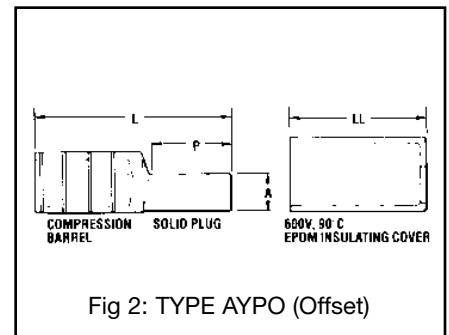 L
LL
P
A
COMPRESSION BARREL
SOLID PLUG
600V, 90°C
EPDM INSULATING COVER
Fig 2: TYPE AYPO (Offset)